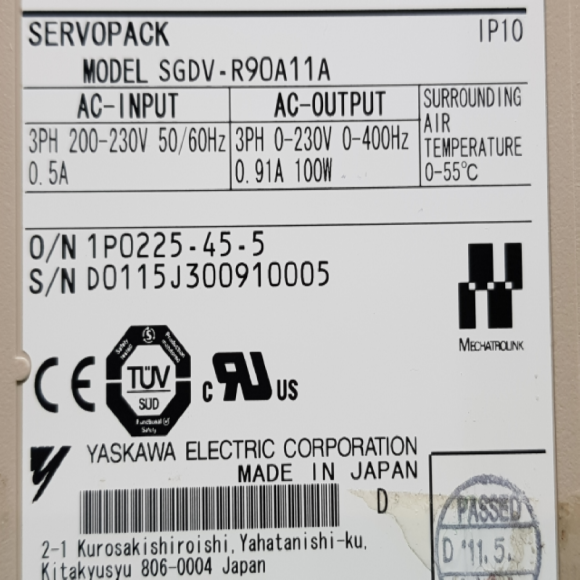 SERVOPACK IP10
MODEL SGDV-R90A11A
AC-INPUT
3PH 200-230V 50/60Hz
0.5A
AC-OUTPUT
3PH 0-230V 0-400Hz
0.91A 100W
SURROUNDING
AIR
TEMPERATURE
0-55℃
O/N 1P0225-45-5
S/N D0115J300910005
MECHATROLINK
CE
TÜV
SÜD
c RU US
YASKAWA ELECTRIC CORPORATION
MADE IN JAPAN
D
2-1 Kurosakishiroishi, Yahatanishi-ku,
Kitakyusyu 806-0004 Japan
PASSED
D '11.5.